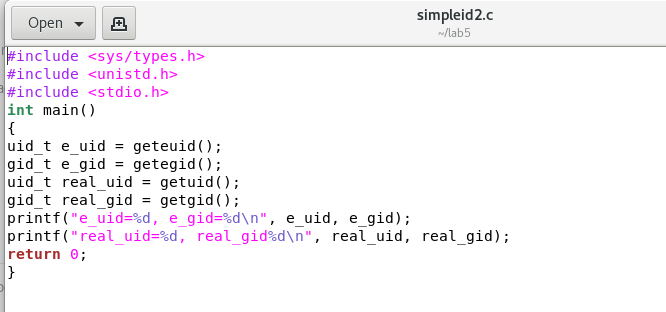 Open
simpleid2.c
~/lab5
#include <sys/types.h>
#include <unistd.h>
#include <stdio.h>
int main()
{
uid_t e_uid = geteuid();
gid_t e_gid = getegid();
uid_t real_uid = getuid();
gid_t real_gid = getgid();
printf("e_uid=%d, e_gid=%d\n", e_uid, e_gid);
printf("real_uid=%d, real_gid%d\n", real_uid, real_gid);
return 0;
}